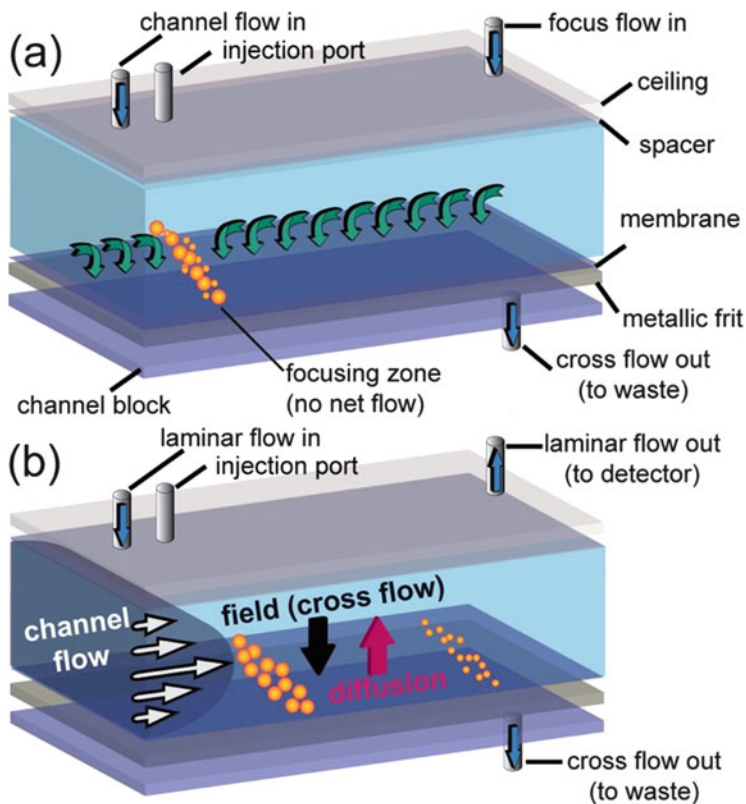 (a)
channel flow in
injection port
focus flow in
ceiling
spacer
membrane
metallic frit
cross flow out
(to waste)
focusing zone
(no net flow)
channel block
(b)
laminar flow in
injection port
laminar flow out
(to detector)
field (cross flow)
channel
flow
diffusion
cross flow out
(to waste)